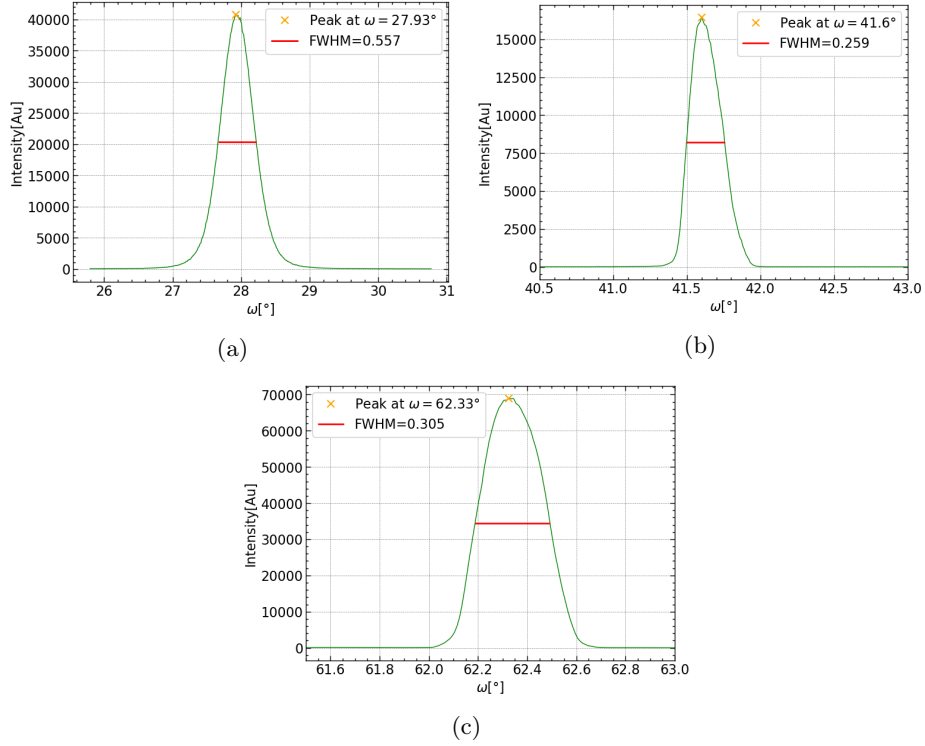 40000
35000
30000
25000
20000
15000
10000
5000
0
Intensity[Au]
Peak at ω = 27.93°
FWHM=0.557
26 27 28 29 30 31
ω[°]
(a)
15000
12500
10000
7500
5000
2500
0
Intensity[Au]
Peak at ω = 41.6°
FWHM=0.259
40.5 41.0 41.5 42.0 42.5 43.0
ω[°]
(b)
70000
60000
50000
40000
30000
20000
10000
0
Intensity[Au]
Peak at ω = 62.33°
FWHM=0.305
61.6 61.8 62.0 62.2 62.4 62.6 62.8 63.0
ω[°]
(c)